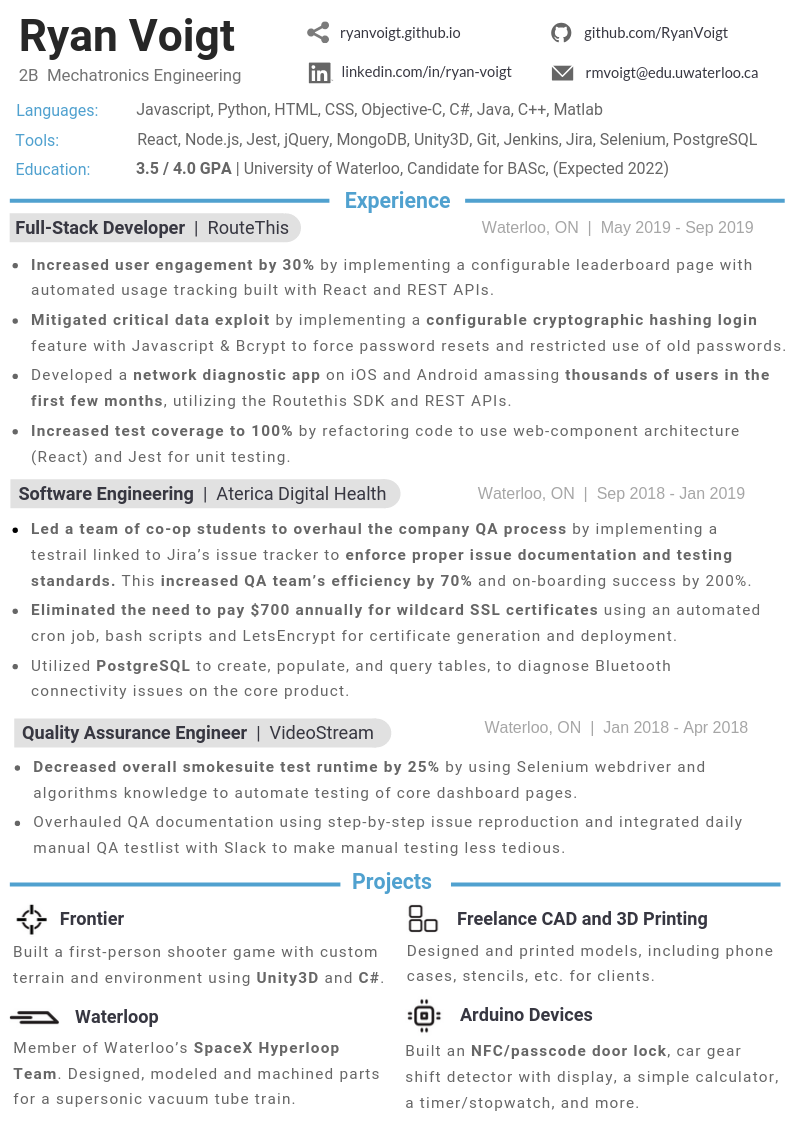 Ryan Voigt
2B Mechatronics Engineering
ryanvoigt.github.io
github.com/RyanVoigt
linkedin.com/in/ryan-voigt
rmvoigt@edu.uwaterloo.ca
Languages: Javascript, Python, HTML, CSS, Objective-C, C#, Java, C++, Matlab
Tools: React, Node.js, Jest, jQuery, MongoDB, Unity3D, Git, Jenkins, Jira, Selenium, PostgreSQL
Education: 3.5 / 4.0 GPA | University of Waterloo, Candidate for BASc, (Expected 2022)
Experience
Full-Stack Developer | RouteThis Waterloo, ON | May 2019 - Sep 2019
• Increased user engagement by 30% by implementing a configurable leaderboard page with
automated usage tracking built with React and REST APIs.
• Mitigated critical data exploit by implementing a configurable cryptographic hashing login
feature with Javascript & Bcrypt to force password resets and restricted use of old passwords.
• Developed a network diagnostic app on iOS and Android amassing thousands of users in the
first few months, utilizing the Routethis SDK and REST APIs.
• Increased test coverage to 100% by refactoring code to use web-component architecture
(React) and Jest for unit testing.
Software Engineering | Aterica Digital Health Waterloo, ON | Sep 2018 - Jan 2019
• Led a team of co-op students to overhaul the company QA process by implementing a
testrail linked to Jira's issue tracker to enforce proper issue documentation and testing
standards. This increased QA team's efficiency by 70% and on-boarding success by 200%.
• Eliminated the need to pay $700 annually for wildcard SSL certificates using an automated
cron job, bash scripts and LetsEncrypt for certificate generation and deployment.
• Utilized PostgreSQL to create, populate, and query tables, to diagnose Bluetooth
connectivity issues on the core product.
Quality Assurance Engineer | VideoStream Waterloo, ON | Jan 2018 - Apr 2018
• Decreased overall smokesuite test runtime by 25% by using Selenium webdriver and
algorithms knowledge to automate testing of core dashboard pages.
• Overhauled QA documentation using step-by-step issue reproduction and integrated daily
manual QA testlist with Slack to make manual testing less tedious.
Projects
Frontier
Built a first-person shooter game with custom
terrain and environment using Unity3D and C#.
Freelance CAD and 3D Printing
Designed and printed models, including phone
cases, stencils, etc. for clients.
Waterloop
Member of Waterloo's SpaceX Hyperloop
Team. Designed, modeled and machined parts
for a supersonic vacuum tube train.
Arduino Devices
Built an NFC/passcode door lock, car gear
shift detector with display, a simple calculator,
a timer/stopwatch, and more.